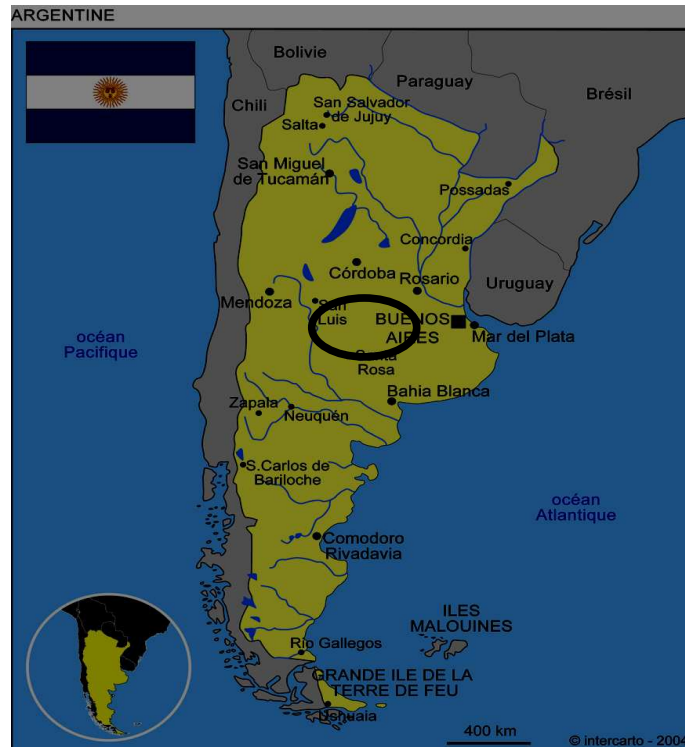 ARGENTINE
Bolivie
Paraguay
Brésil
Chili
San Salvador
de Jujuy
Salta
San Miguel
de Tucamán
Possadas
Concordia
Córdoba
Rosario
Uruguay
Mendoza
San
Luis
BUENOS
AIRES
Mar del Plata
océan
Pacifique
Santa
Rosa
Bahia Blanca
Zapala
Neuquén
S.Carlos de
Bariloche
océan
Atlantique
Comodoro
Rivadavia
ILES
MALOUINES
Rio Gallegos
GRANDE ILE DE LA
TERRE DE FEU
Ushuaia
400 km
© intercarto - 2004